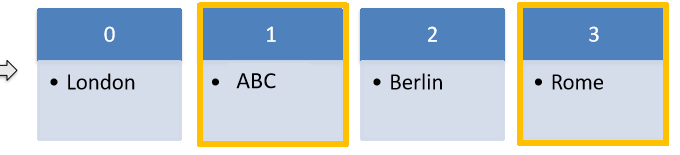 0
1
2
3
• London
• ABC
• Berlin
• Rome